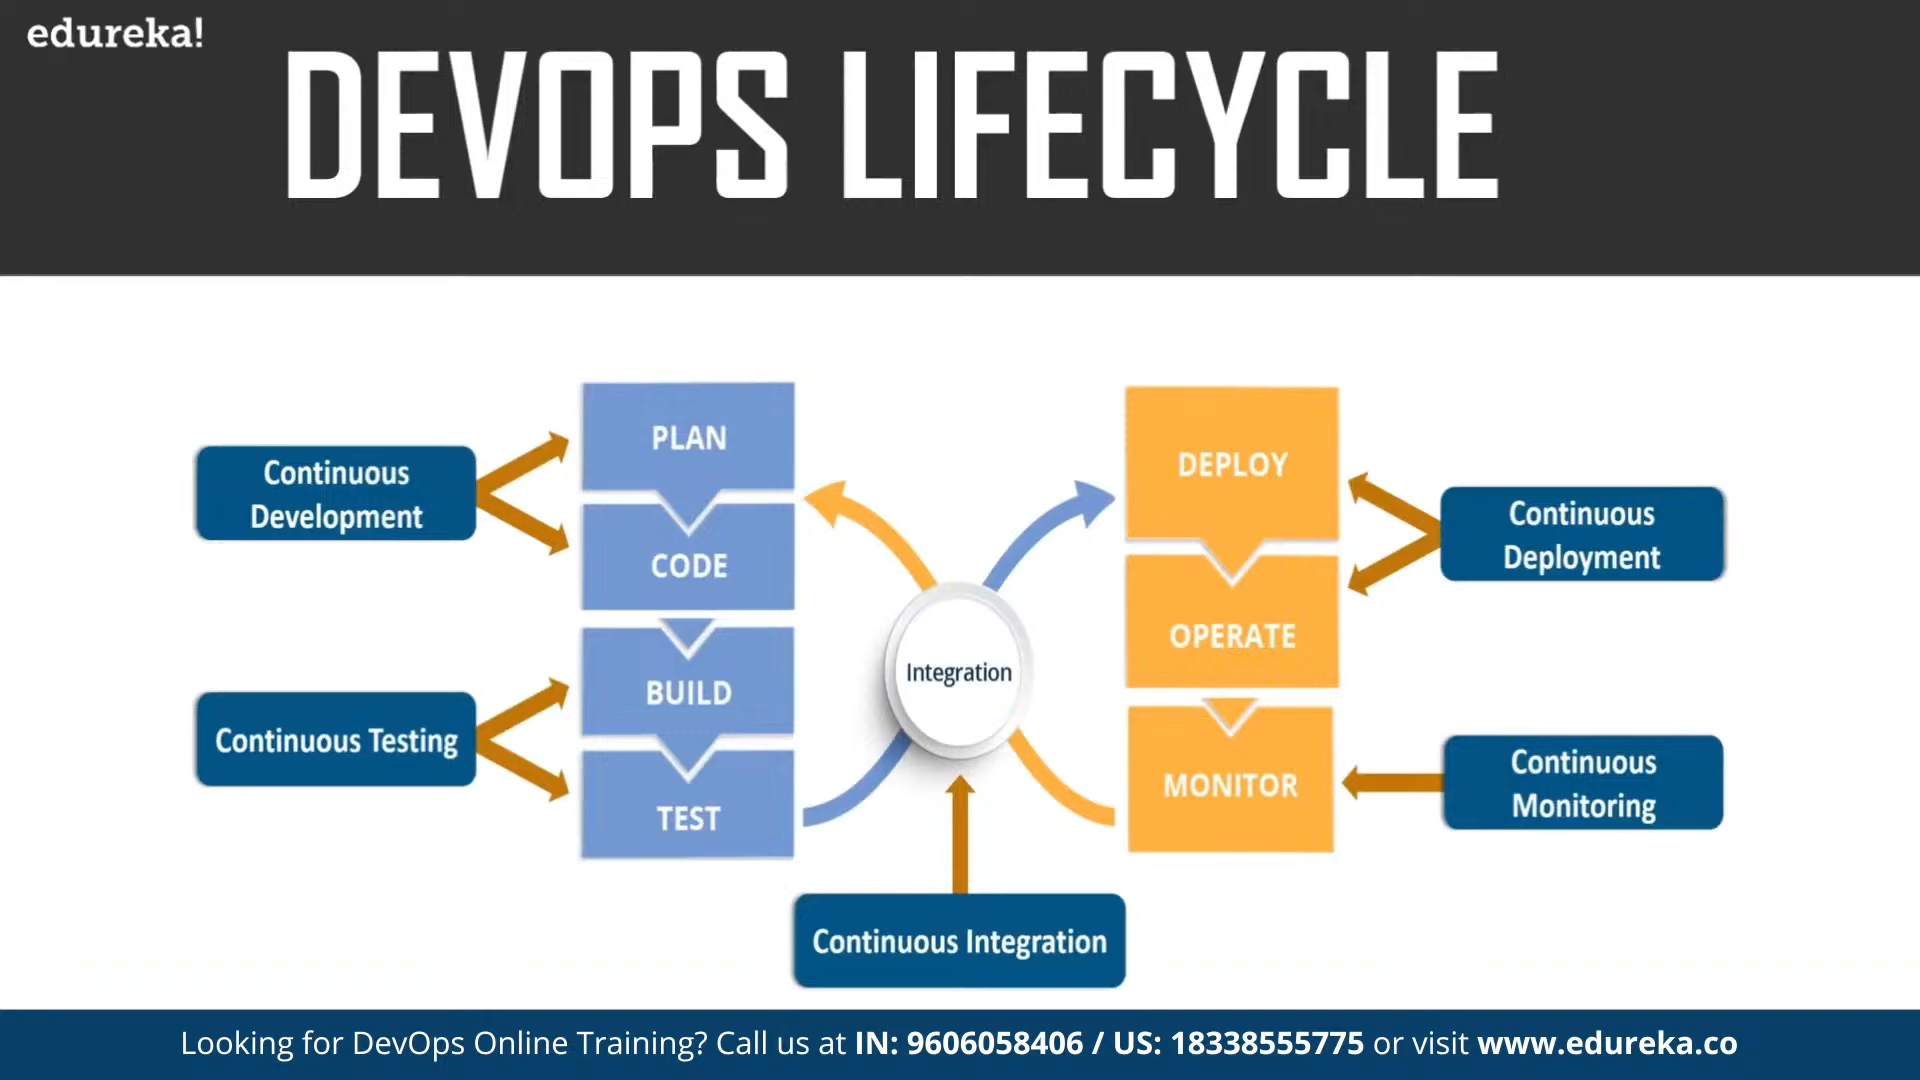 edureka!
DEVOPS LIFECYCLE
Continuous
Development
Continuous Testing
PLAN
CODE
BUILD
TEST
Integration
Continuous Integration
DEPLOY
OPERATE
MONITOR
Continuous
Deployment
Continuous
Monitoring
Looking for DevOps Online Training? Call us at IN: 9606058406 / US: 18338555775 or visit www.edureka.co